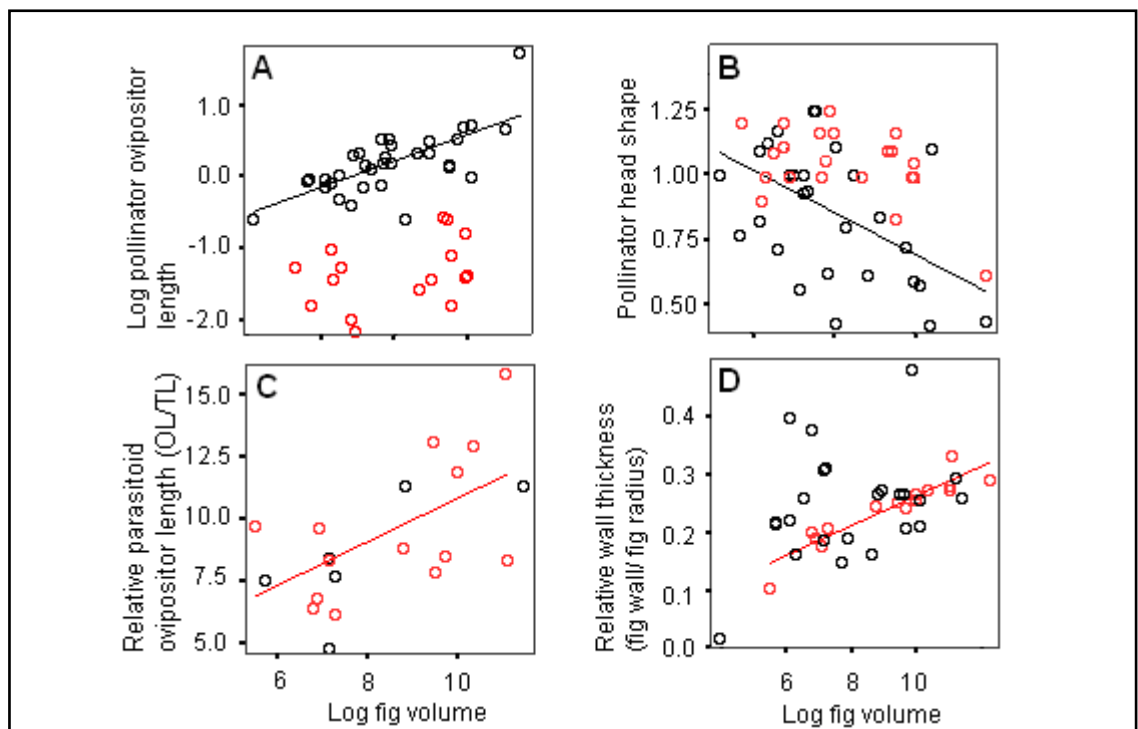 A
Log pollinator ovipositor
length
1.0
0.0
-1.0
-2.0
B
Pollinator head shape
1.25
1.00
0.75
0.50
C
Relative parasitoid
ovipositor length (OL/TL)
15.0
12.5
10.0
7.5
5.0
6 8 10
Log fig volume
D
Relative wall thickness
(fig wall/ fig radius)
0.4
0.3
0.2
0.1
0.0
6 8 10
Log fig volume